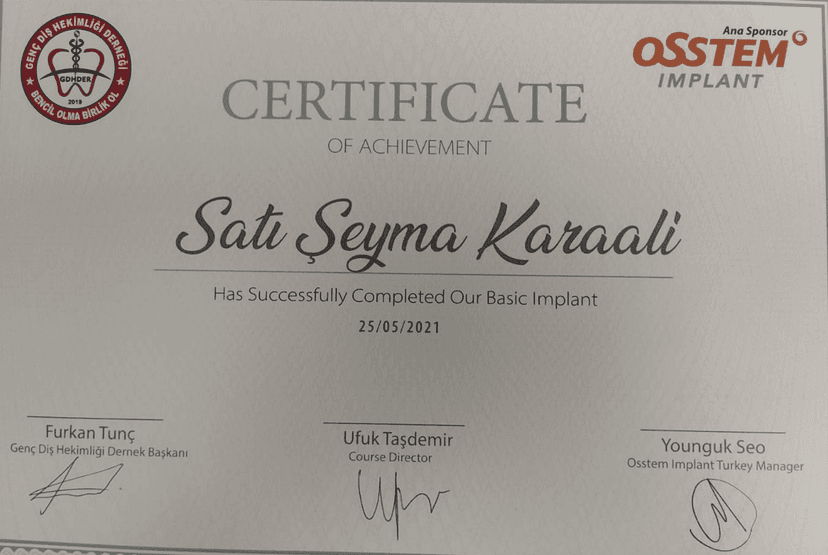 GENÇ DİŞ HEKİMLİĞİ DERNEĞİ
GDHDER
2019
BENCİL OLMA BİRLİK OL
Ana Sponsor
OSSTEM
IMPLANT
CERTIFICATE
OF ACHIEVEMENT
Satı Şeyma Karaali
Has Successfully Completed Our Basic Implant
25/05/2021
Furkan Tunç
Genç Diş Hekimliği Dernek Başkanı
Ufuk Taşdemir
Course Director
Younguk Seo
Osstem Implant Turkey Manager